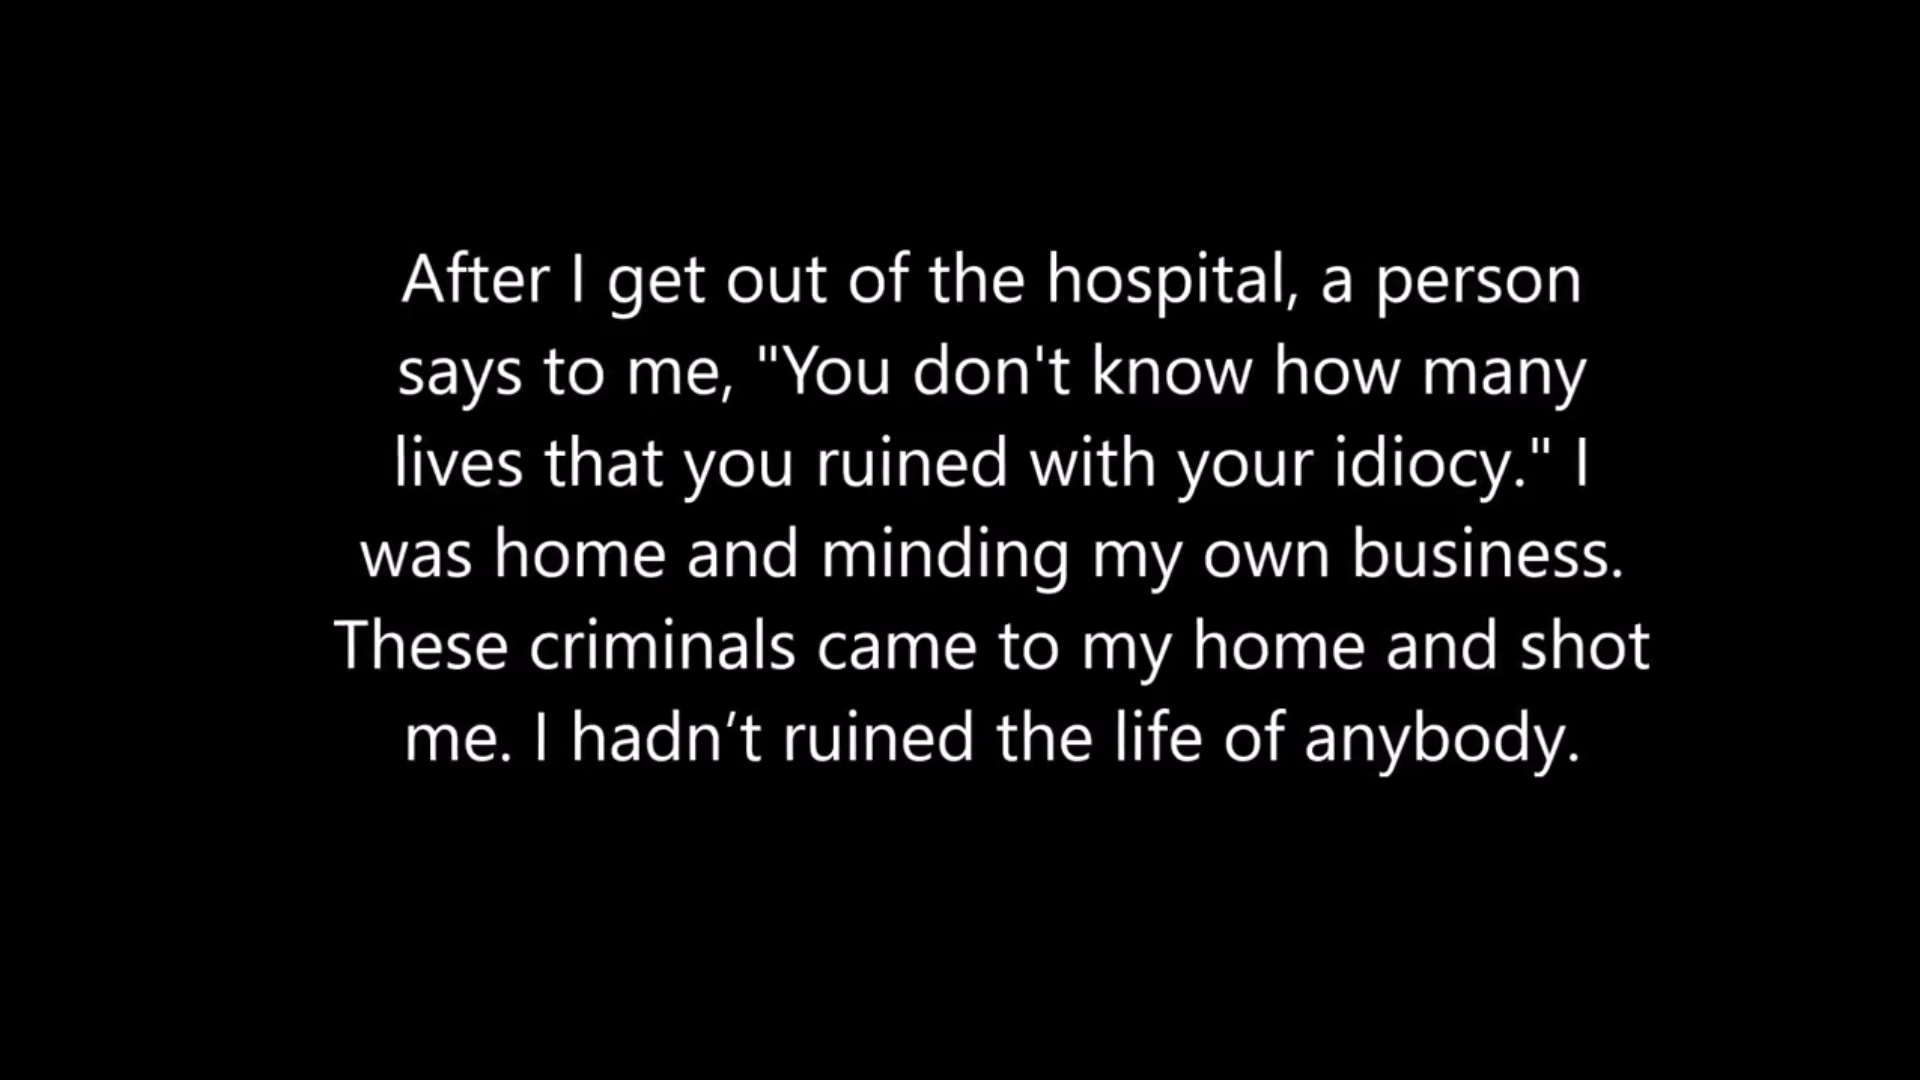 After I get out of the hospital, a person
says to me, "You don't know how many
lives that you ruined with your idiocy." I
was home and minding my own business.
These criminals came to my home and shot
me. I hadn’t ruined the life of anybody.